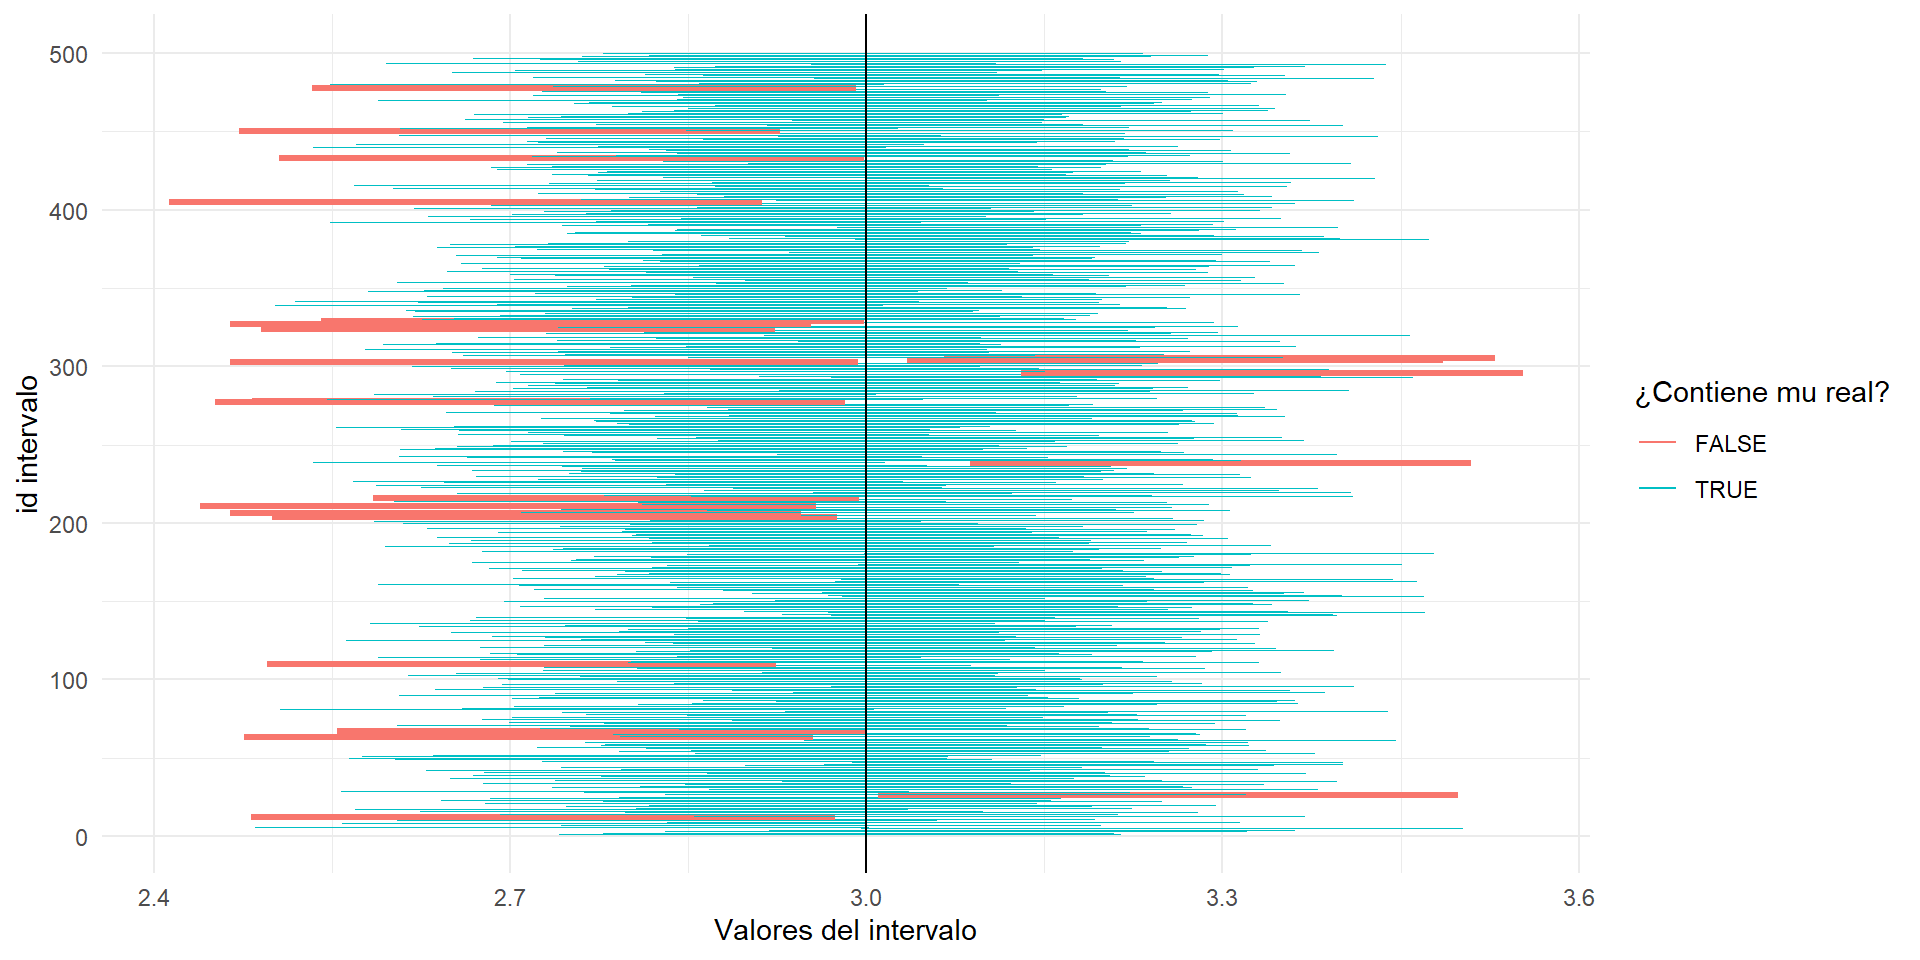 500
400
300
200
100
0
id intervalo
2.4 2.7 3.0 3.3 3.6
Valores del intervalo
¿Contiene mu real?
FALSE
TRUE